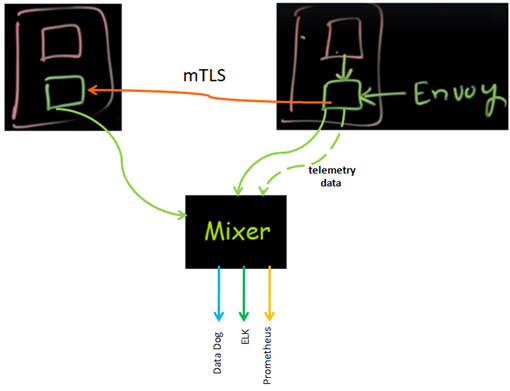 mTLS
Envoy
telemetry
data
Mixer
Data Dog
ELK
Prometheus